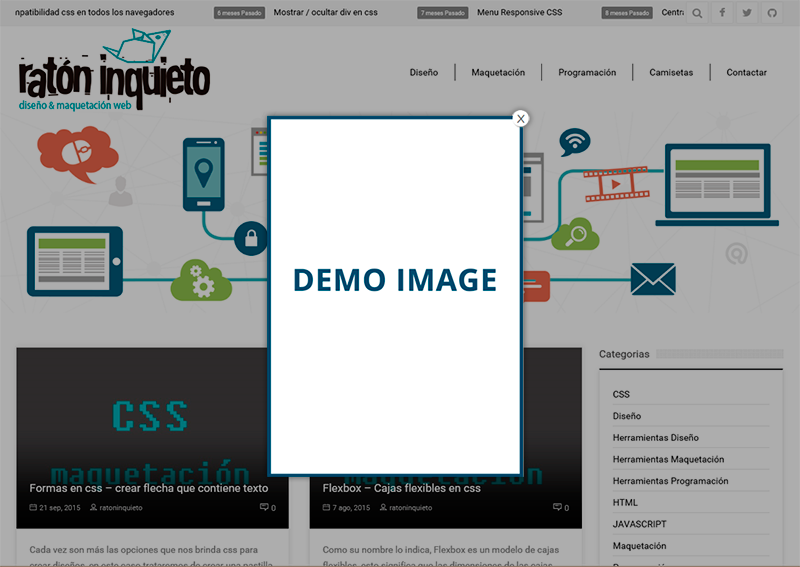 npatibilidad css en todos los navegadores
6 meses Pasado
Mostrar / ocultar div en css
7 meses Pasado
Menu Responsive CSS
8 meses Pasado
Centra
ratón inquieto
diseño & maquetación web
Diseño
Maquetación
Programación
Camisetas
Contactar
X
DEMO IMAGE
CSS
maquetación
Formas en css – crear flecha que contiene texto
21 sep, 2015
ratoninquieto
0
Cada vez son más las opciones que nos brinda css para
crear diseños, en este caso trataremos de crear una pastilla
maquetación
Flexbox – Cajas flexibles en css
7 ago, 2015
ratoninquieto
0
Como su nombre lo indica, Flexbox es un modelo de cajas
flexibles, esto significa que las dimensiones de las cajas
Categorias
CSS
Diseño
Herramientas Diseño
Herramientas Maquetación
Herramientas Programación
HTML
JAVASCRIPT
Maquetación